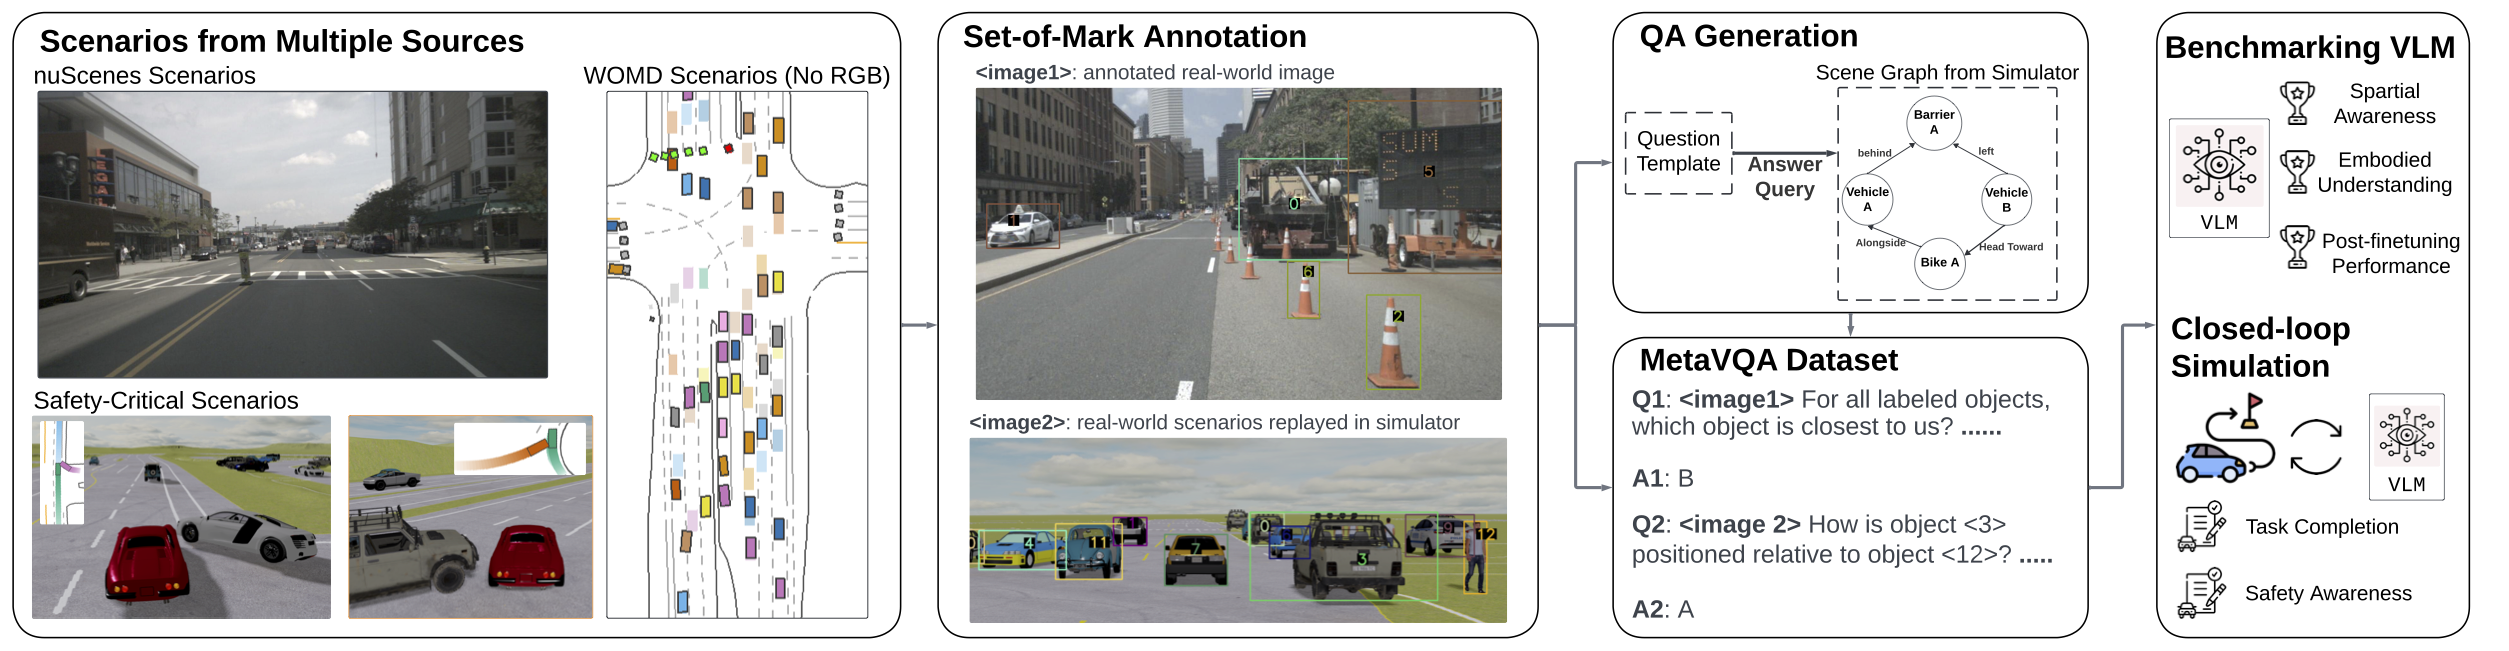 Scenarios from Multiple Sources
nuScenes Scenarios
WOMD Scenarios (No RGB)
Safety-Critical Scenarios
Set-of-Mark Annotation
<image1>: annotated real-world image
1
0
5
SUM
6
2
<image2>: real-world scenarios replayed in simulator
4
11
1
7
0
3
9
12
QA Generation
Scene Graph from Simulator
Question
Template
Answer
Query
Barrier
A
behind
left
Vehicle
A
Vehicle
B
Alongside
Head Toward
Bike A
MetaVQA Dataset
Q1: <image1> For all labeled objects,
which object is closest to us? ......
A1: B
Q2: <image 2> How is object <3>
positioned relative to object <12>? .....
A2: A
Benchmarking VLM
VLM
Spartial
Awareness
Embodied
Understanding
Post-finetuning
Performance
Closed-loop
Simulation
VLM
Task Completion
Safety Awareness